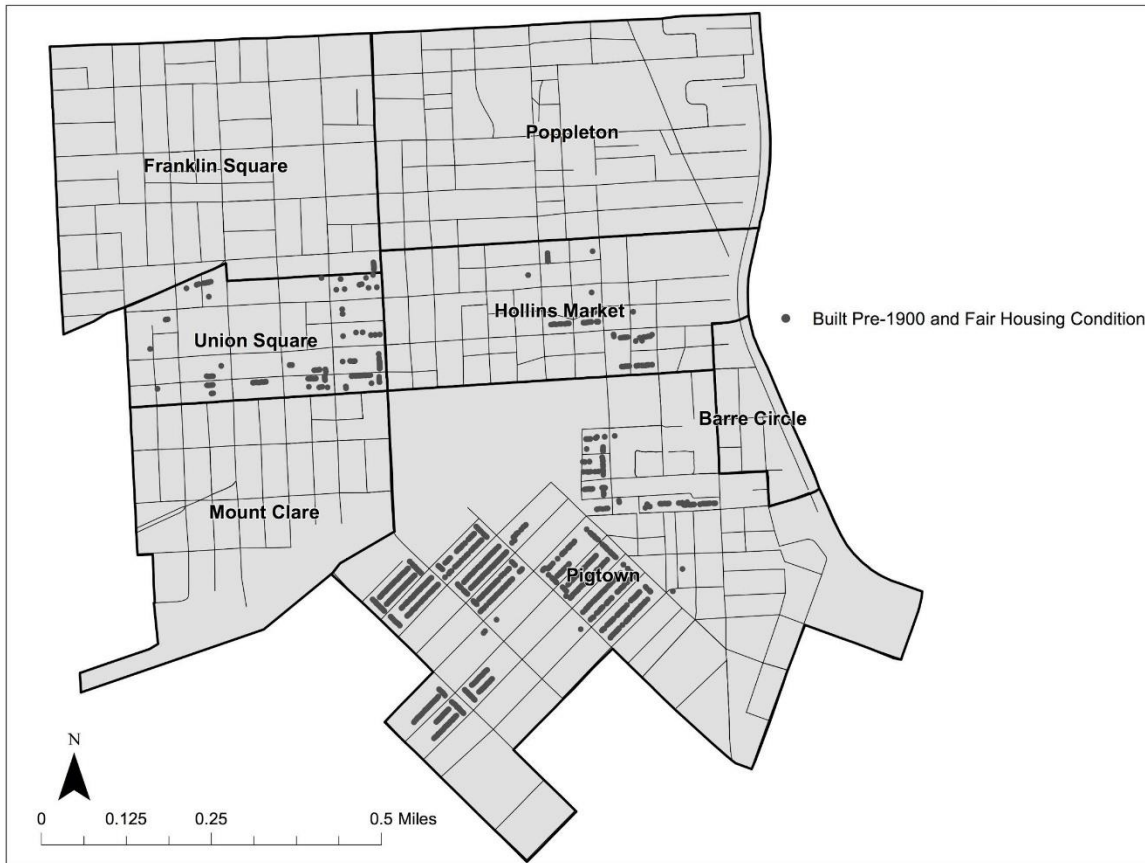 Poppleton
Franklin Square
Hollins Market
Built Pre-1900 and Fair Housing Condition
Union Square
Barre Circle
Mount Clare
Pigtown
N
0 0.125 0.25 0.5 Miles